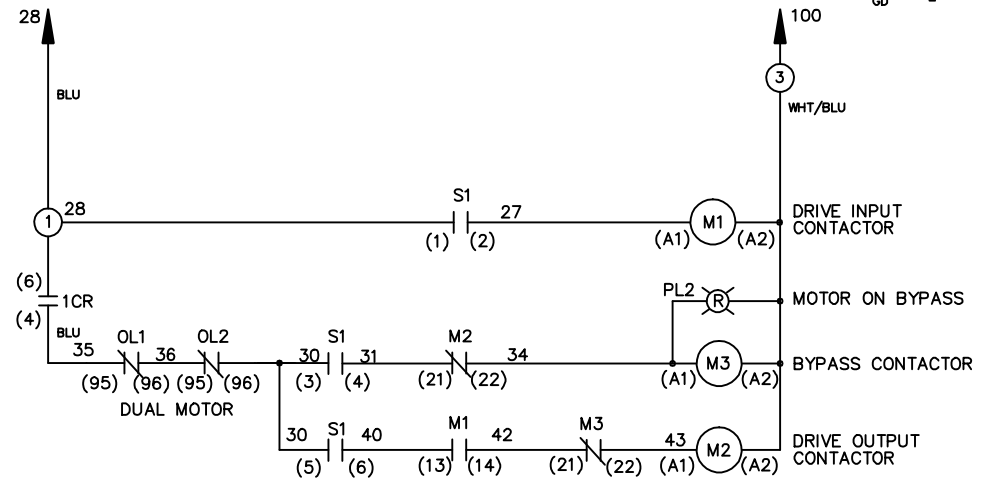 GD
28
100
BLU
3
WHT/BLU
1
28
S1
27
(1) (2)
M1
(A1) (A2)
DRIVE INPUT
CONTACTOR
(6)
1CR
(4)
BLU
PL2
R
MOTOR ON BYPASS
35
OL1
36
OL2
(95) (96) (95) (96)
DUAL MOTOR
30
S1
31
(3) (4)
M2
(21) (22)
34
M3
(A1) (A2)
BYPASS CONTACTOR
30
S1
40
(5) (6)
M1
(13) (14)
42
M3
(21) (22)
43
M2
(A1) (A2)
DRIVE OUTPUT
CONTACTOR